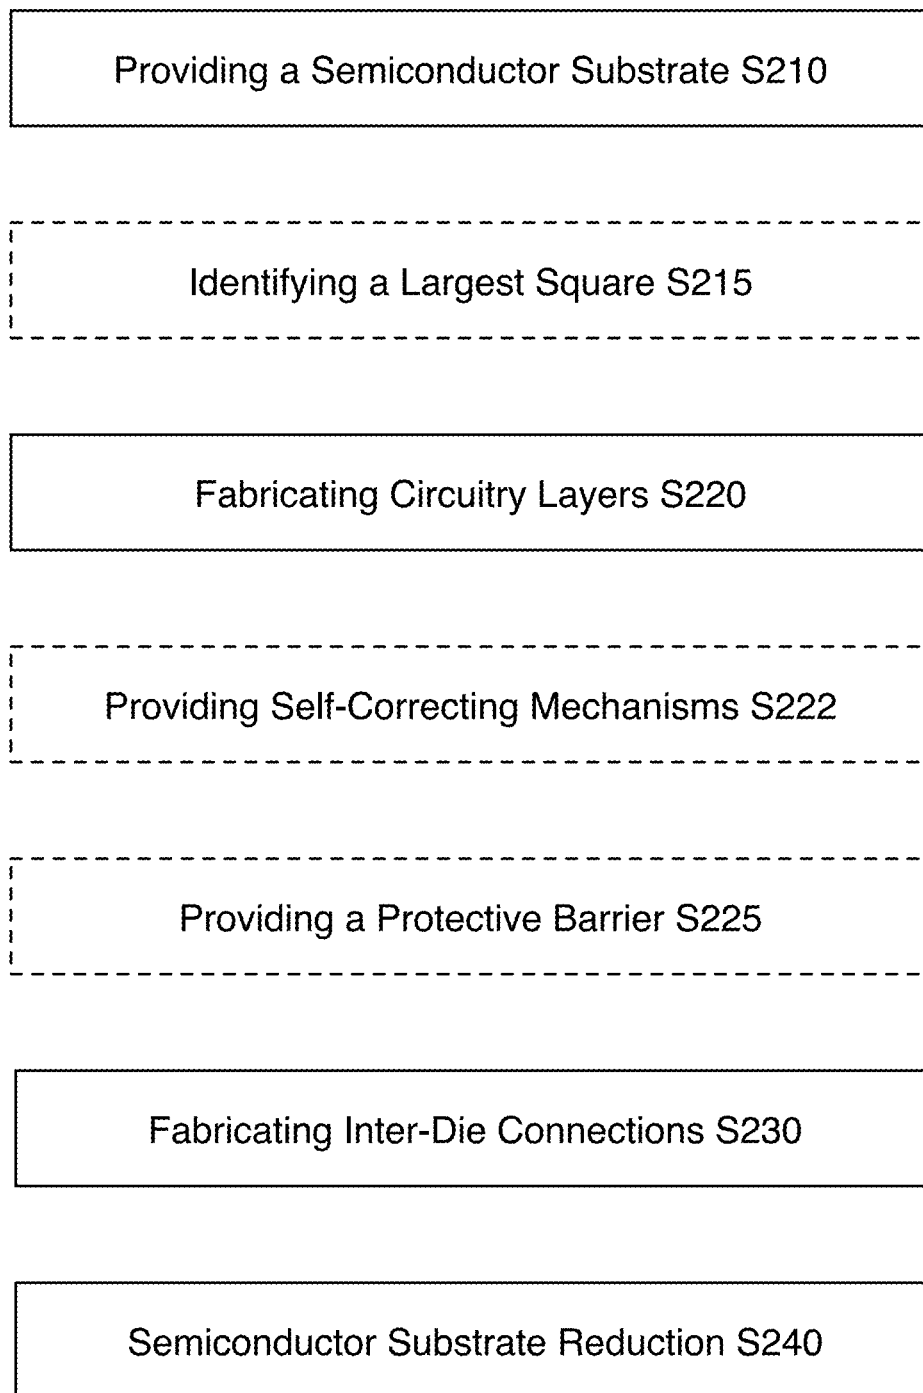 Providing a Semiconductor Substrate S210
Identifying a Largest Square S215
Fabricating Circuitry Layers S220
Providing Self-Correcting Mechanisms S222
Providing a Protective Barrier S225
Fabricating Inter-Die Connections S230
Semiconductor Substrate Reduction S240